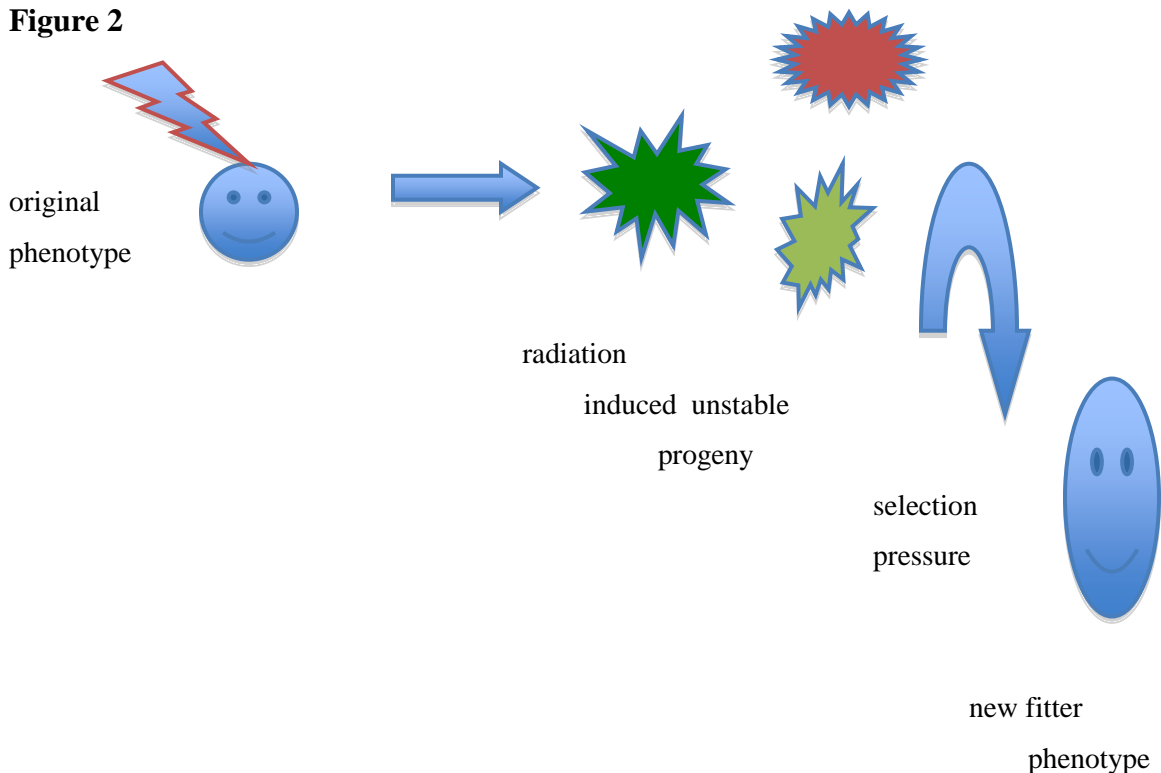 Figure 2
original
phenotype
radiation
induced unstable
progeny
selection
pressure
new fitter
phenotype